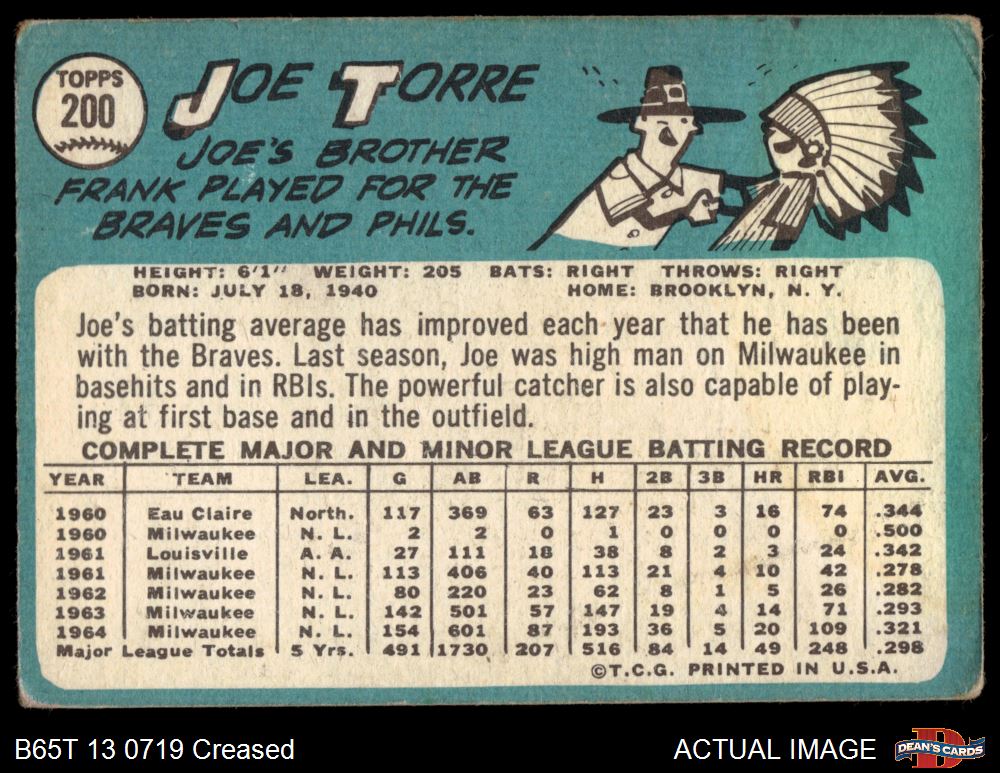 TOPPS
200
JOE TORRE
JOE'S BROTHER
FRANK PLAYED FOR THE
BRAVES AND PHILS.
HEIGHT: 6'1" WEIGHT: 205 BATS: RIGHT THROWS: RIGHT
BORN: JULY 18, 1940 HOME: BROOKLYN, N. Y.
Joe's batting average has improved each year that he has been
with the Braves. Last season, Joe was high man on Milwaukee in
basehits and in RBIs. The powerful catcher is also capable of play-
ing at first base and in the outfield.
COMPLETE MAJOR AND MINOR LEAGUE BATTING RECORD
YEAR TEAM LEA. G AB R H 2B 3B HR RBI AVG.
1960 Eau Claire North. 117 369 63 127 23 3 16 74 .344
1960 Milwaukee N. L. 2 2 0 1 0 0 0 0 .500
1961 Louisville A. A. 27 111 18 38 8 2 3 24 .342
1961 Milwaukee N. L. 113 406 40 113 21 4 10 42 .278
1962 Milwaukee N. L. 80 220 23 62 8 1 5 26 .282
1963 Milwaukee N. L. 142 501 57 147 19 4 14 71 .293
1964 Milwaukee N. L. 154 601 87 193 36 5 20 109 .321
Major League Totals 5 Yrs. 491 1730 207 516 84 14 49 248 .298
©T.C.G. PRINTED IN U.S.A.
B65T 13 0719 Creased ACTUAL IMAGE
D
DEAN'S CARDS